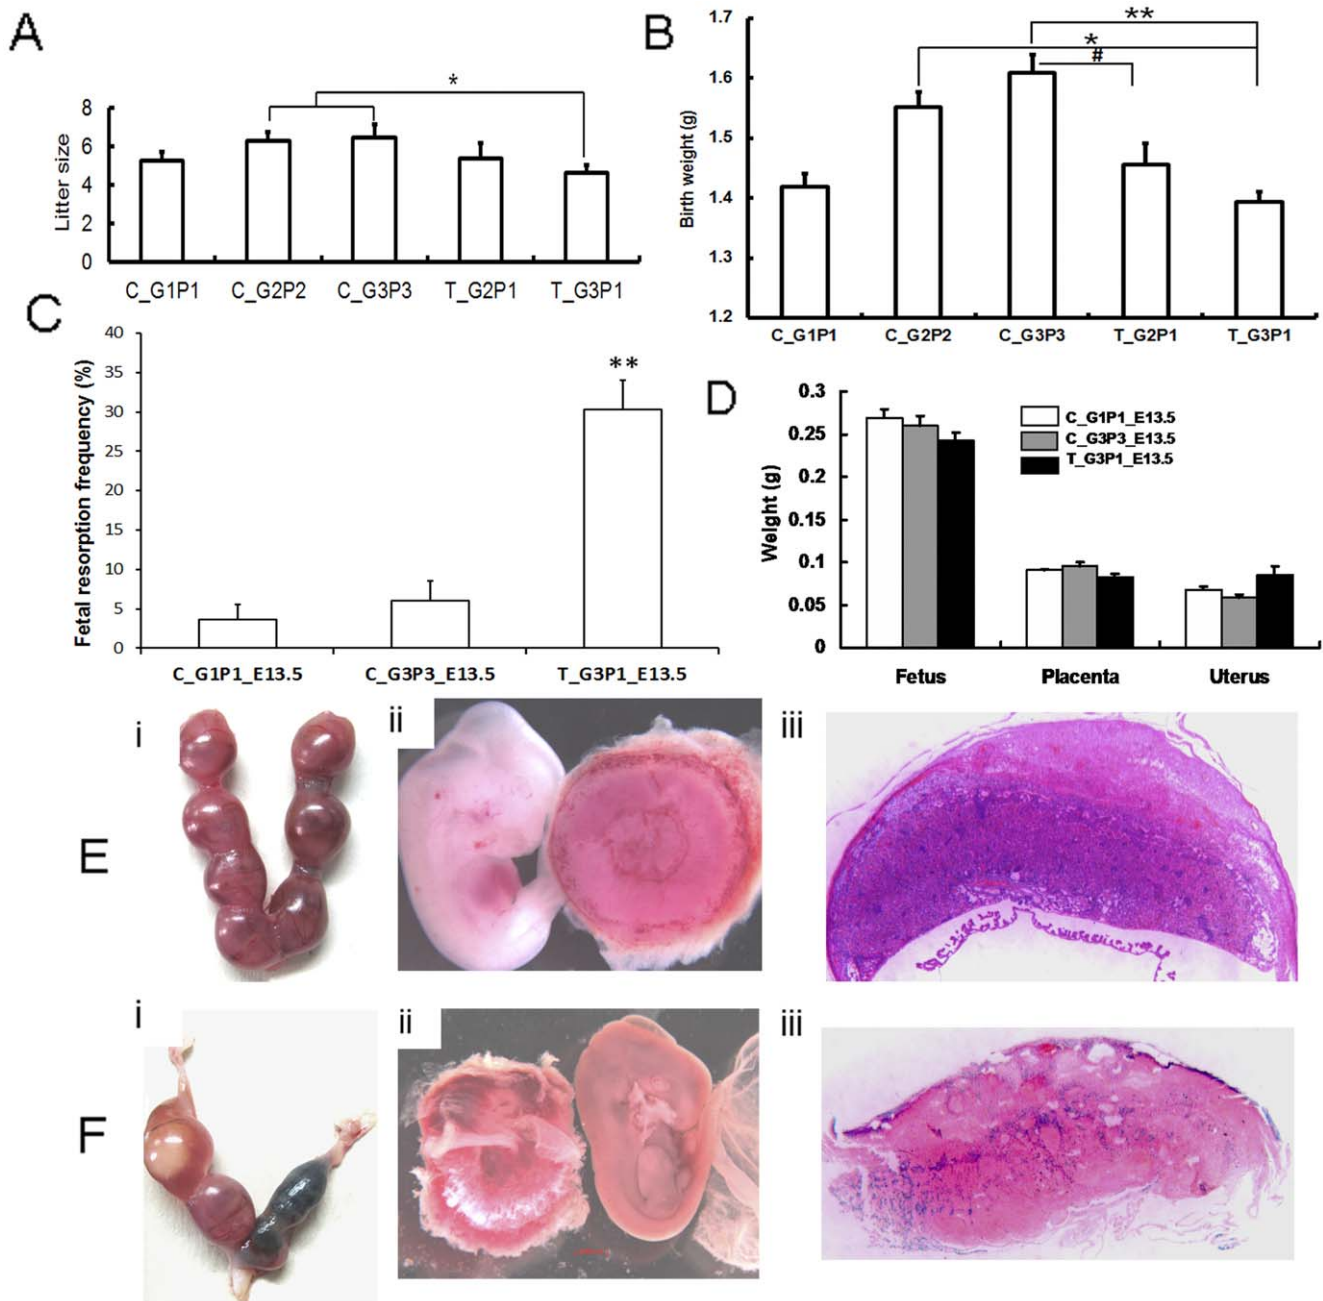 A
*
8
6
4
2
0
Litter size
C_G1P1 C_G2P2 C_G3P3 T_G2P1 T_G3P1
B
**
*
#
1.7
1.6
1.5
1.4
1.3
1.2
Birth weight (g)
C_G1P1 C_G2P2 C_G3P3 T_G2P1 T_G3P1
C
**
40
35
30
25
20
15
10
5
0
Fetal resorption frequency (%)
C_G1P1_E13.5 C_G3P3_E13.5 T_G3P1_E13.5
D
0.3
0.25
0.2
0.15
0.1
0.05
0
Weight (g)
C_G1P1_E13.5
C_G3P3_E13.5
T_G3P1_E13.5
Fetus Placenta Uterus
E
i ii iii
F
i ii iii